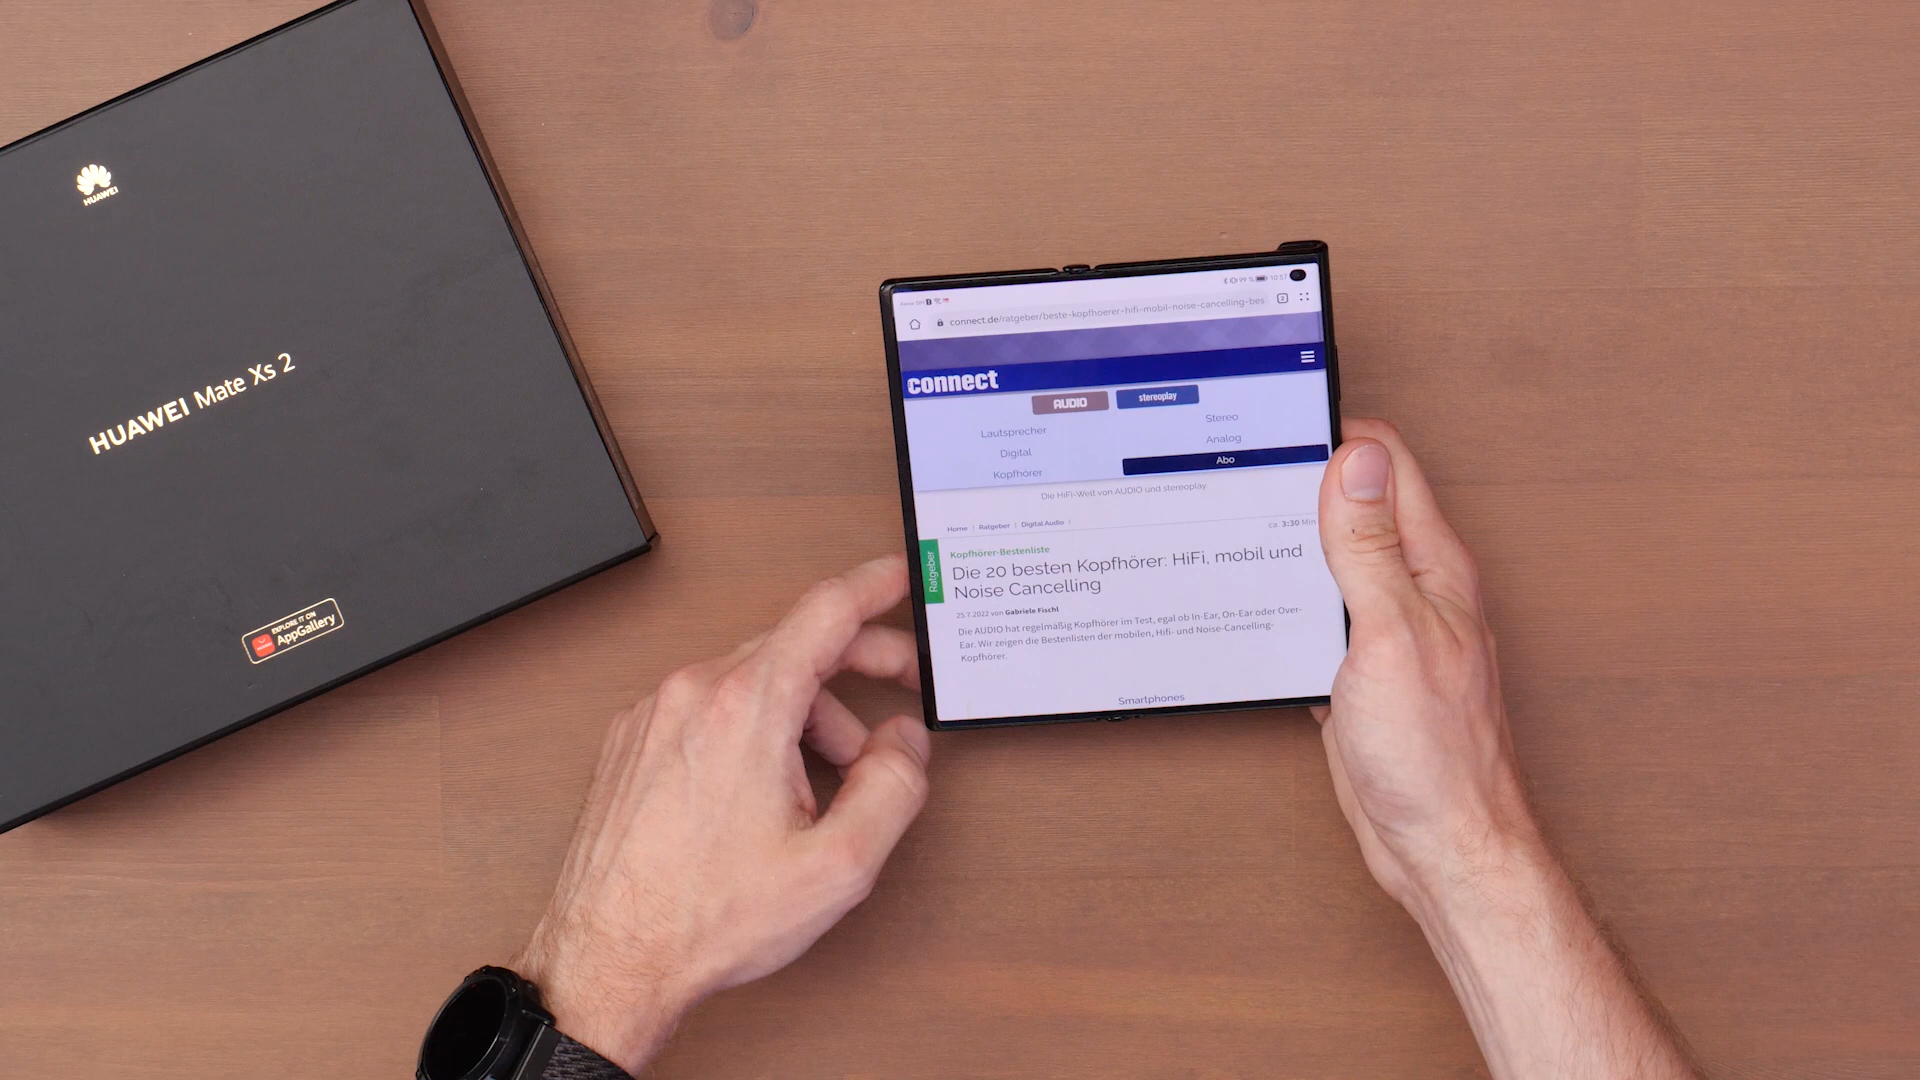 HUAWEI
HUAWEI Mate Xs 2
EXPLORE IT ON
AppGallery
99 %
10:57
connect.de/ratgeber/beste-kopfhoerer-hifi-mobil-noise-cancelling-bes
2
connect
AUDIO
stereoplay
Lautsprecher
Stereo
Digital
Analog
Kopfhörer
Abo
Die HiFi-Welt von AUDIO und stereoplay
Home | Ratgeber | Digital Audio |
ca. 3:30 Min
Ratgeber
Kopfhörer-Bestenliste
Die 20 besten Kopfhörer: HiFi, mobil und
Noise Cancelling
25.7.2022 von Gabriele Fischl
Die AUDIO hat regelmäßig Kopfhörer im Test, egal ob In-Ear, On-Ear oder Over-
Ear. Wir zeigen die Bestenlisten der mobilen, Hifi- und Noise-Cancelling-
Kopfhörer.
Smartphones